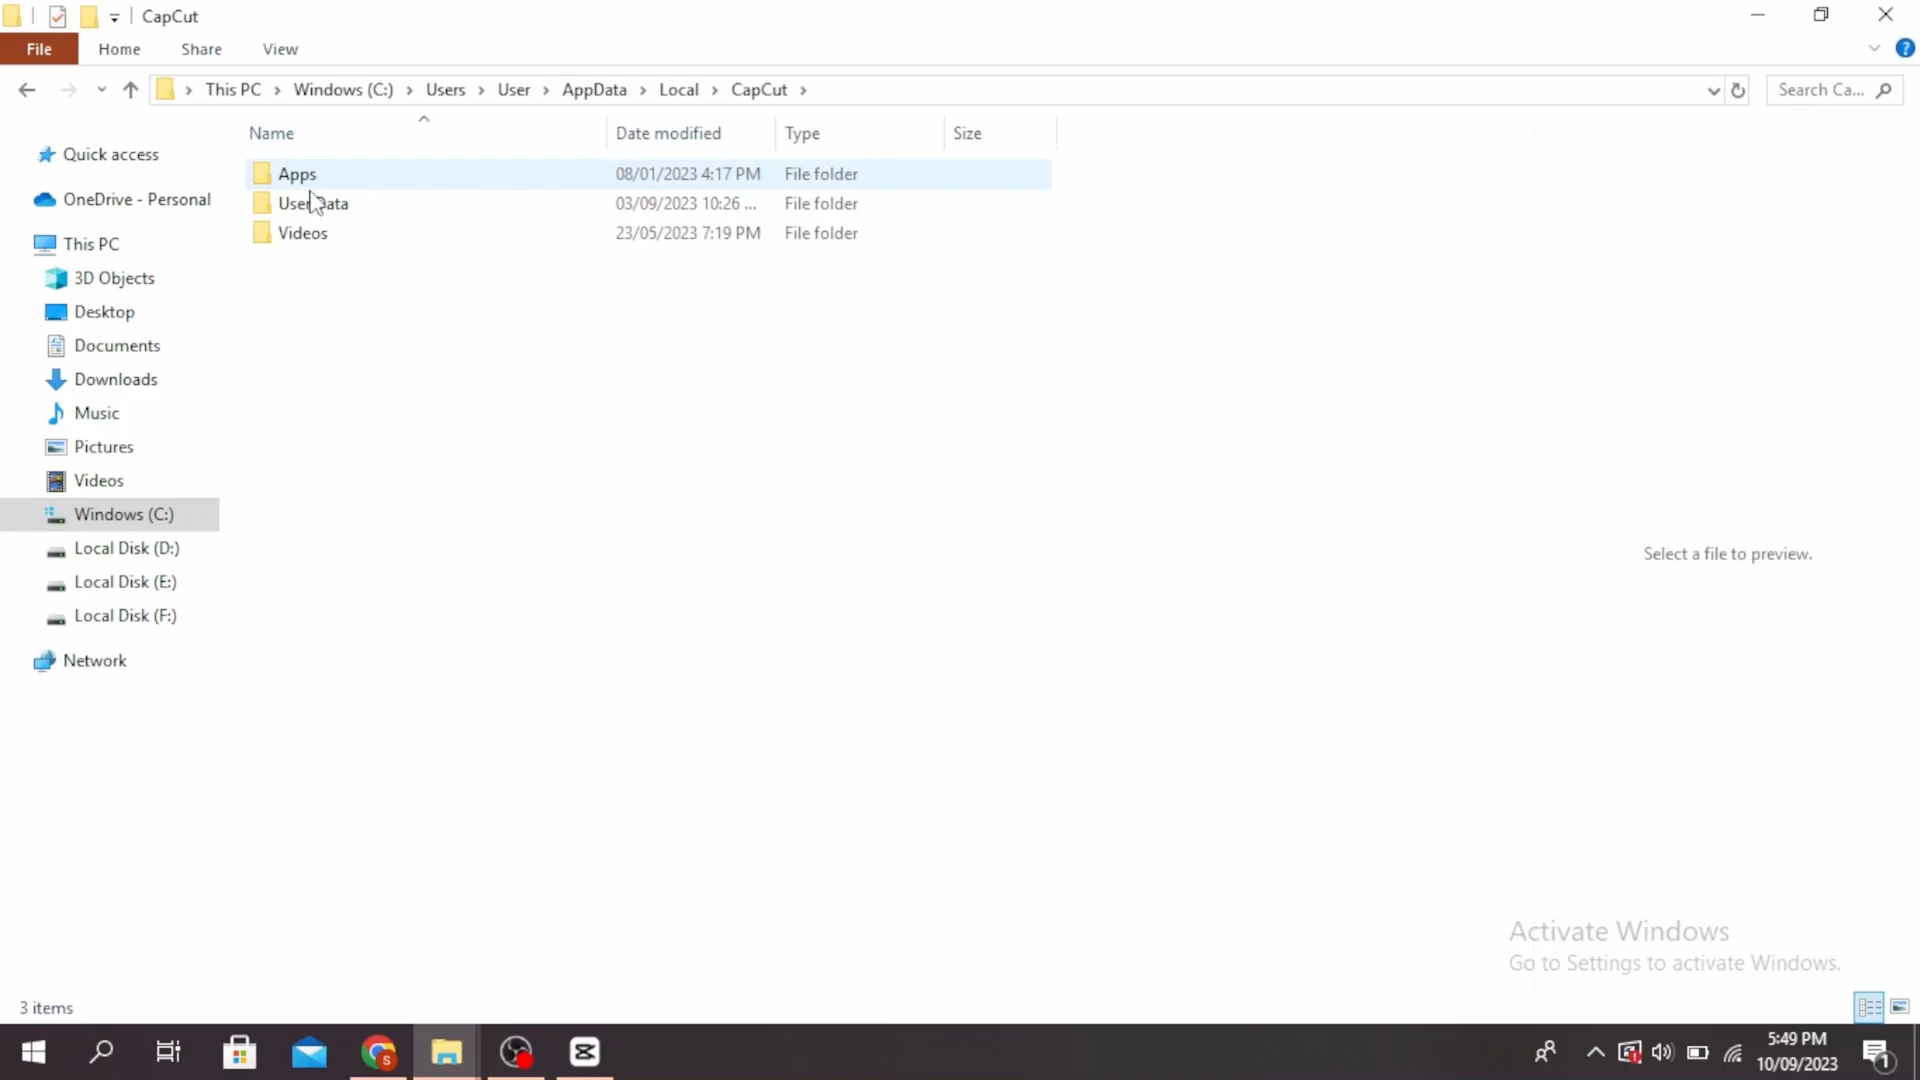 CapCut
File Home Share View
This PC Windows (C:) Users User AppData Local CapCut
Search Ca...
Name Date modified Type Size
Apps 08/01/2023 4:17 PM File folder
User Data 03/09/2023 10:26 ... File folder
Videos 23/05/2023 7:19 PM File folder
Quick access
OneDrive - Personal
This PC
3D Objects
Desktop
Documents
Downloads
Music
Pictures
Videos
Windows (C:)
Local Disk (D:)
Local Disk (E:)
Local Disk (F:)
Network
Select a file to preview.
Activate Windows
Go to Settings to activate Windows.
3 items
5:49 PM
10/09/2023
1